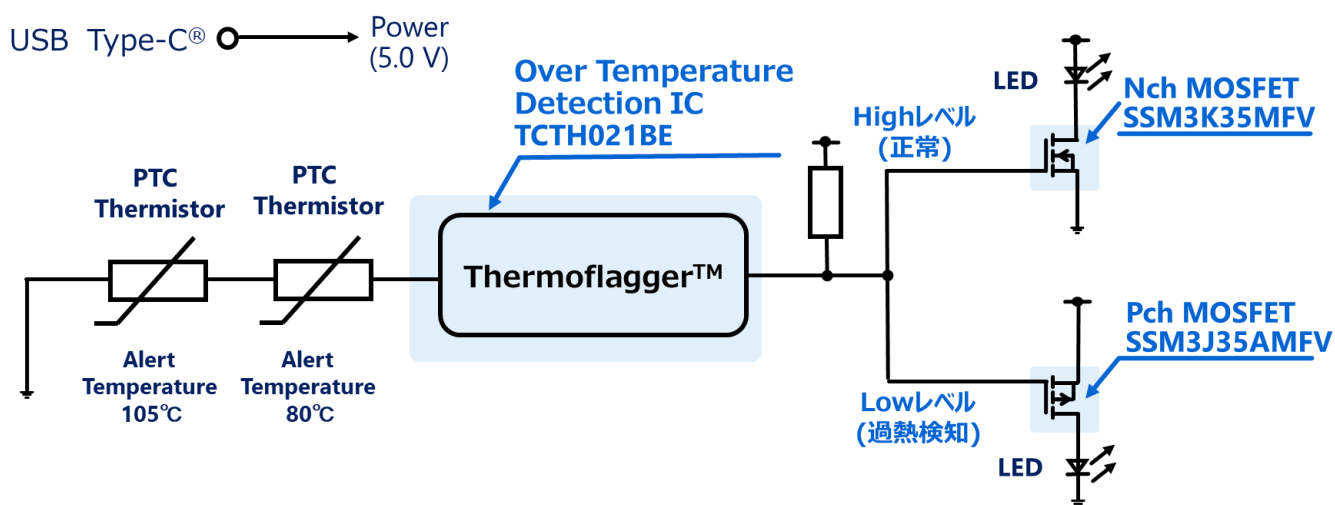 USB Type-C®
Power
(5.0 V)
Over Temperature
Detection IC
TCTH021BE
LED
Nch MOSFET
SSM3K35MFV
Highレベル
(正常)
PTC
Thermistor
PTC
Thermistor
Thermoflagger™
Alert
Temperature
105℃
Alert
Temperature
80℃
Pch MOSFET
SSM3J35AMFV
Lowレベル
(過熱検知)
LED